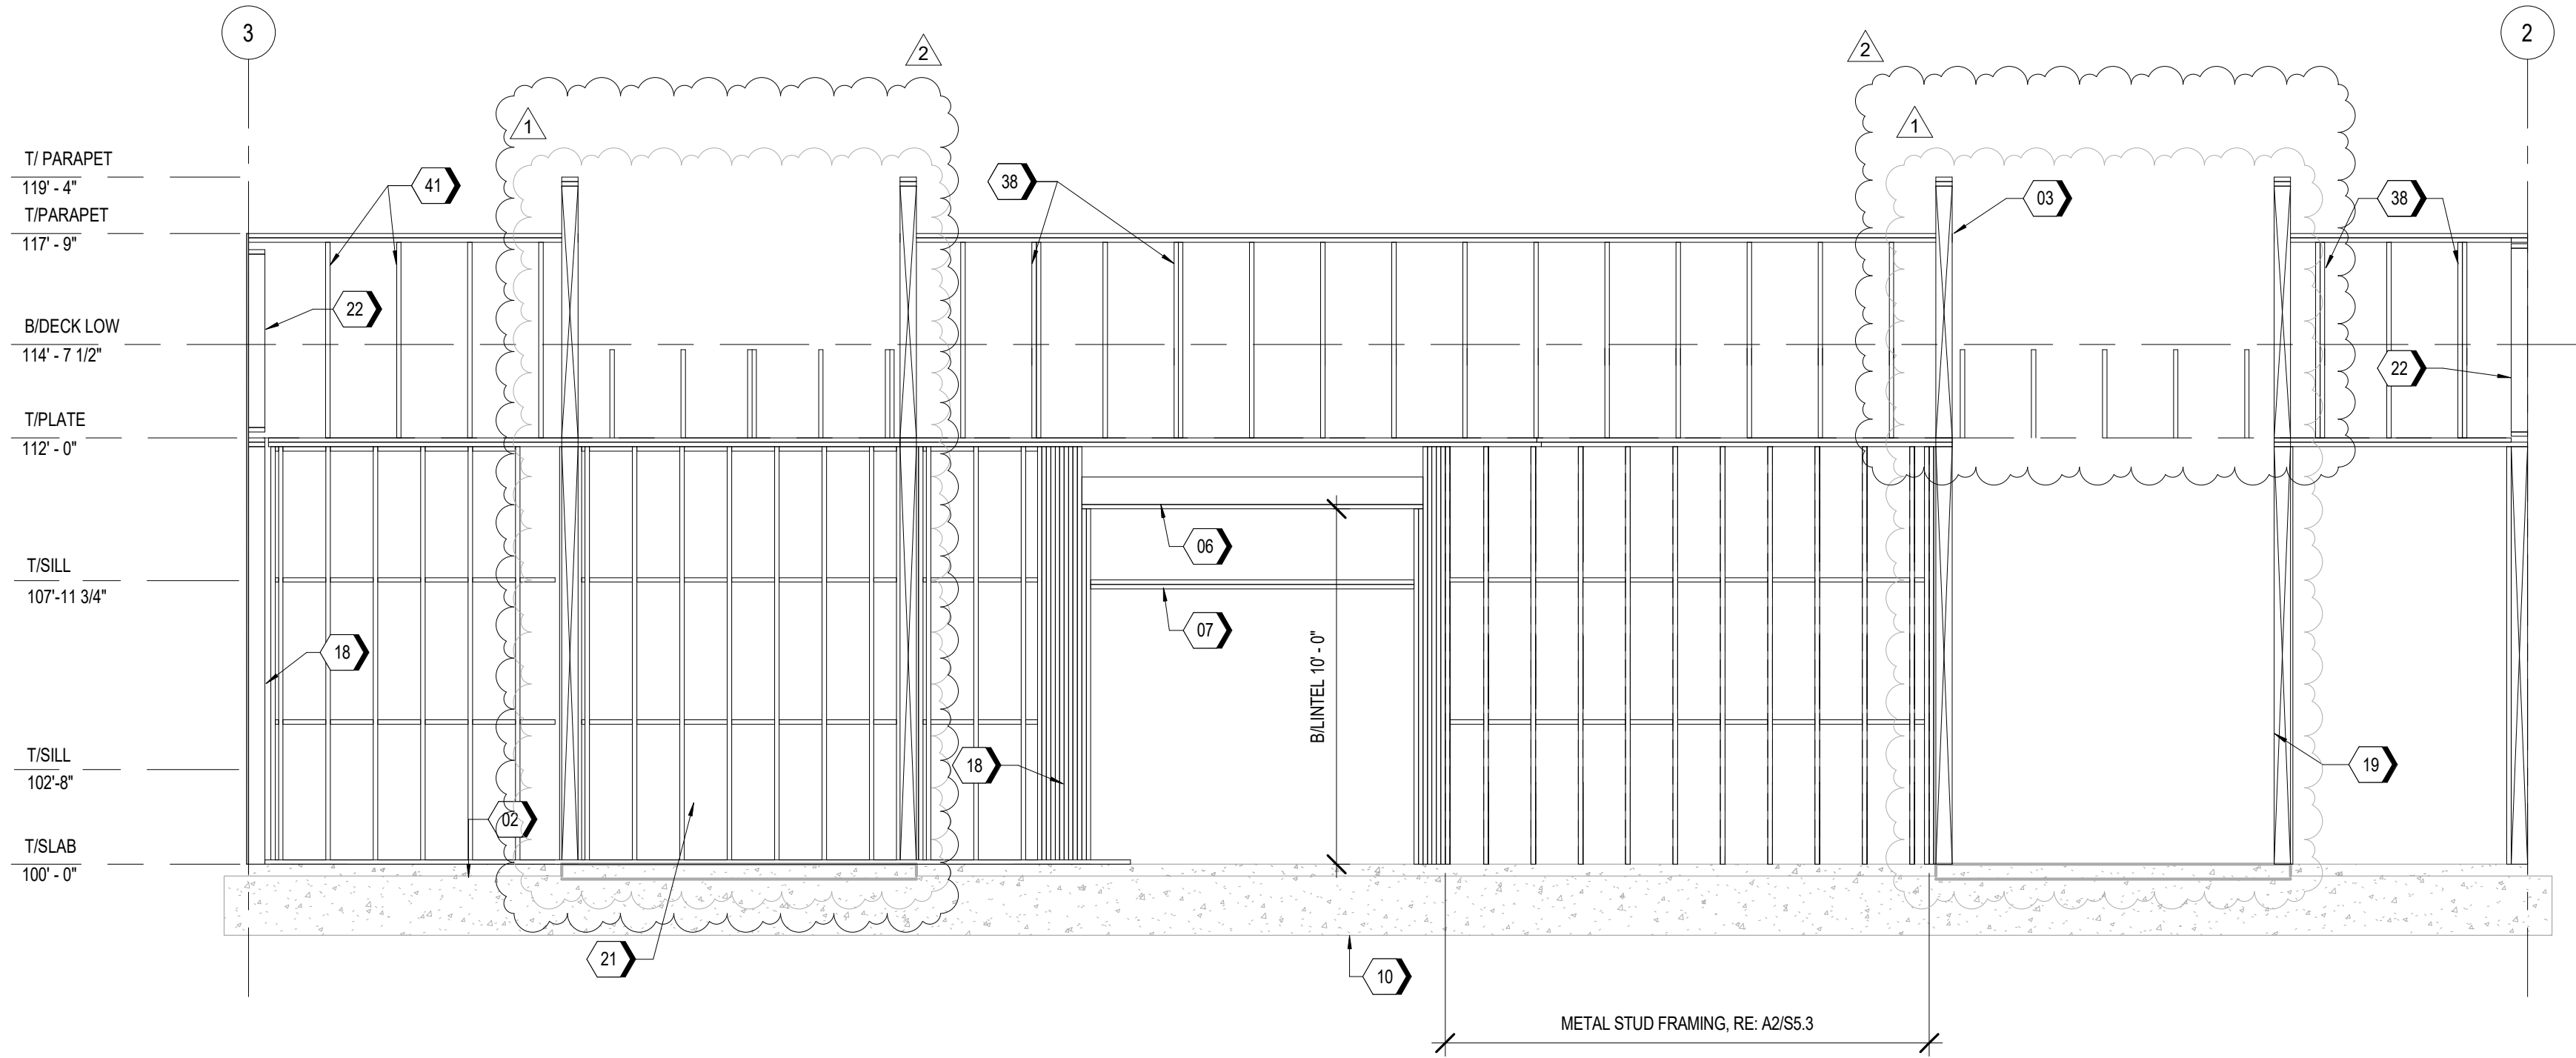 3
2
2
2
1
1
T/ PARAPET
119' - 4"
41
38
03
38
T/PARAPET
117' - 9"
22
B/DECK LOW
114' - 7 1/2"
22
T/PLATE
112' - 0"
06
T/SILL
107'-11 3/4"
07
18
B/LINTEL 10' - 0"
T/SILL
102'-8"
18
19
02
T/SLAB
100' - 0"
21
10
METAL STUD FRAMING, RE: A2/S5.3